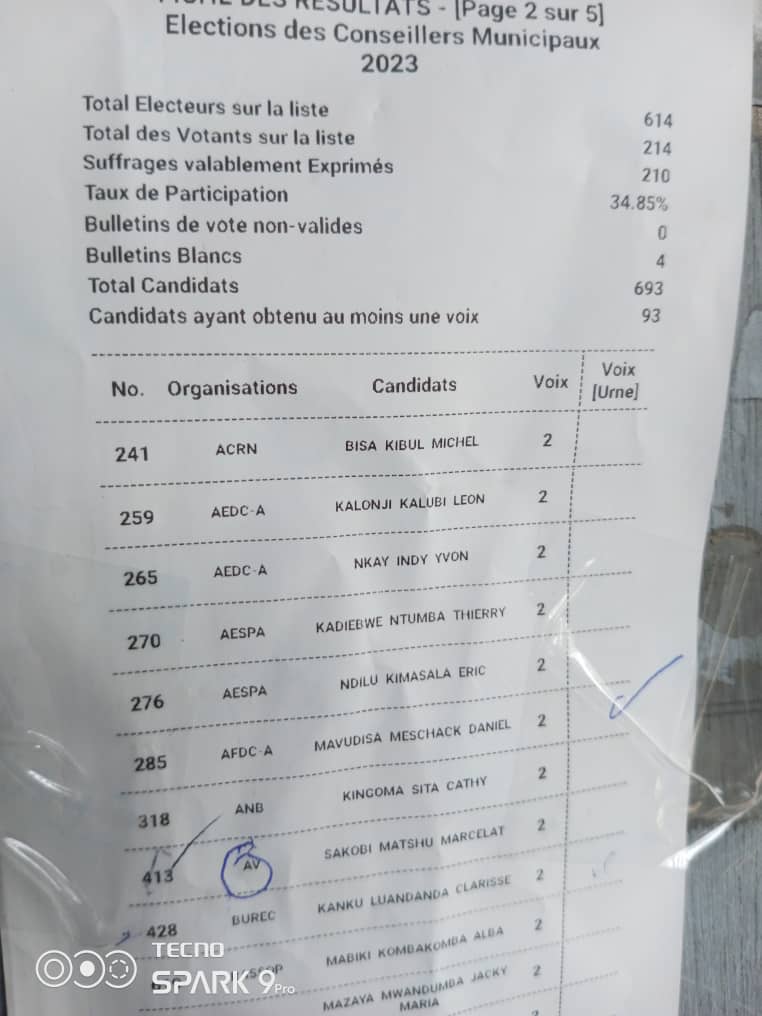 RESULTATS - [Page 2 sur 5]
Elections des Conseillers Municipaux
2023
Total Electeurs sur la liste 614
Total des Votants sur la liste 214
Suffrages valablement Exprimés 210
Taux de Participation 34.85%
Bulletins de vote non-valides 0
Bulletins Blancs 4
Total Candidats 693
Candidats ayant obtenu au moins une voix 93
No. Organisations Candidats Voix Voix [Urne]
241 ACRN BISA KIBUL MICHEL 2
259 AEDC-A KALONJI KALUBI LEON 2
265 AEDC-A NKAY INDY YVON 2
270 AESPA KADIEBWE NTUMBA THIERRY 2
276 AESPA NDILU KIMASALA ERIC 2
285 AFDC-A MAVUDISA MESCHACK DANIEL 2
318 ANB KINGOMA SITA CATHY 2
413 AV SAKOBI MATSHU MARCELAT 2
428 BUREC KANKU LUANDANDA CLARISSE 2
MABIKI KOMBAKOMBA ALBA 2
MAZAYA MWANDUMBA JACKY MARIA 2
TECNO
SPARK 9 Pro